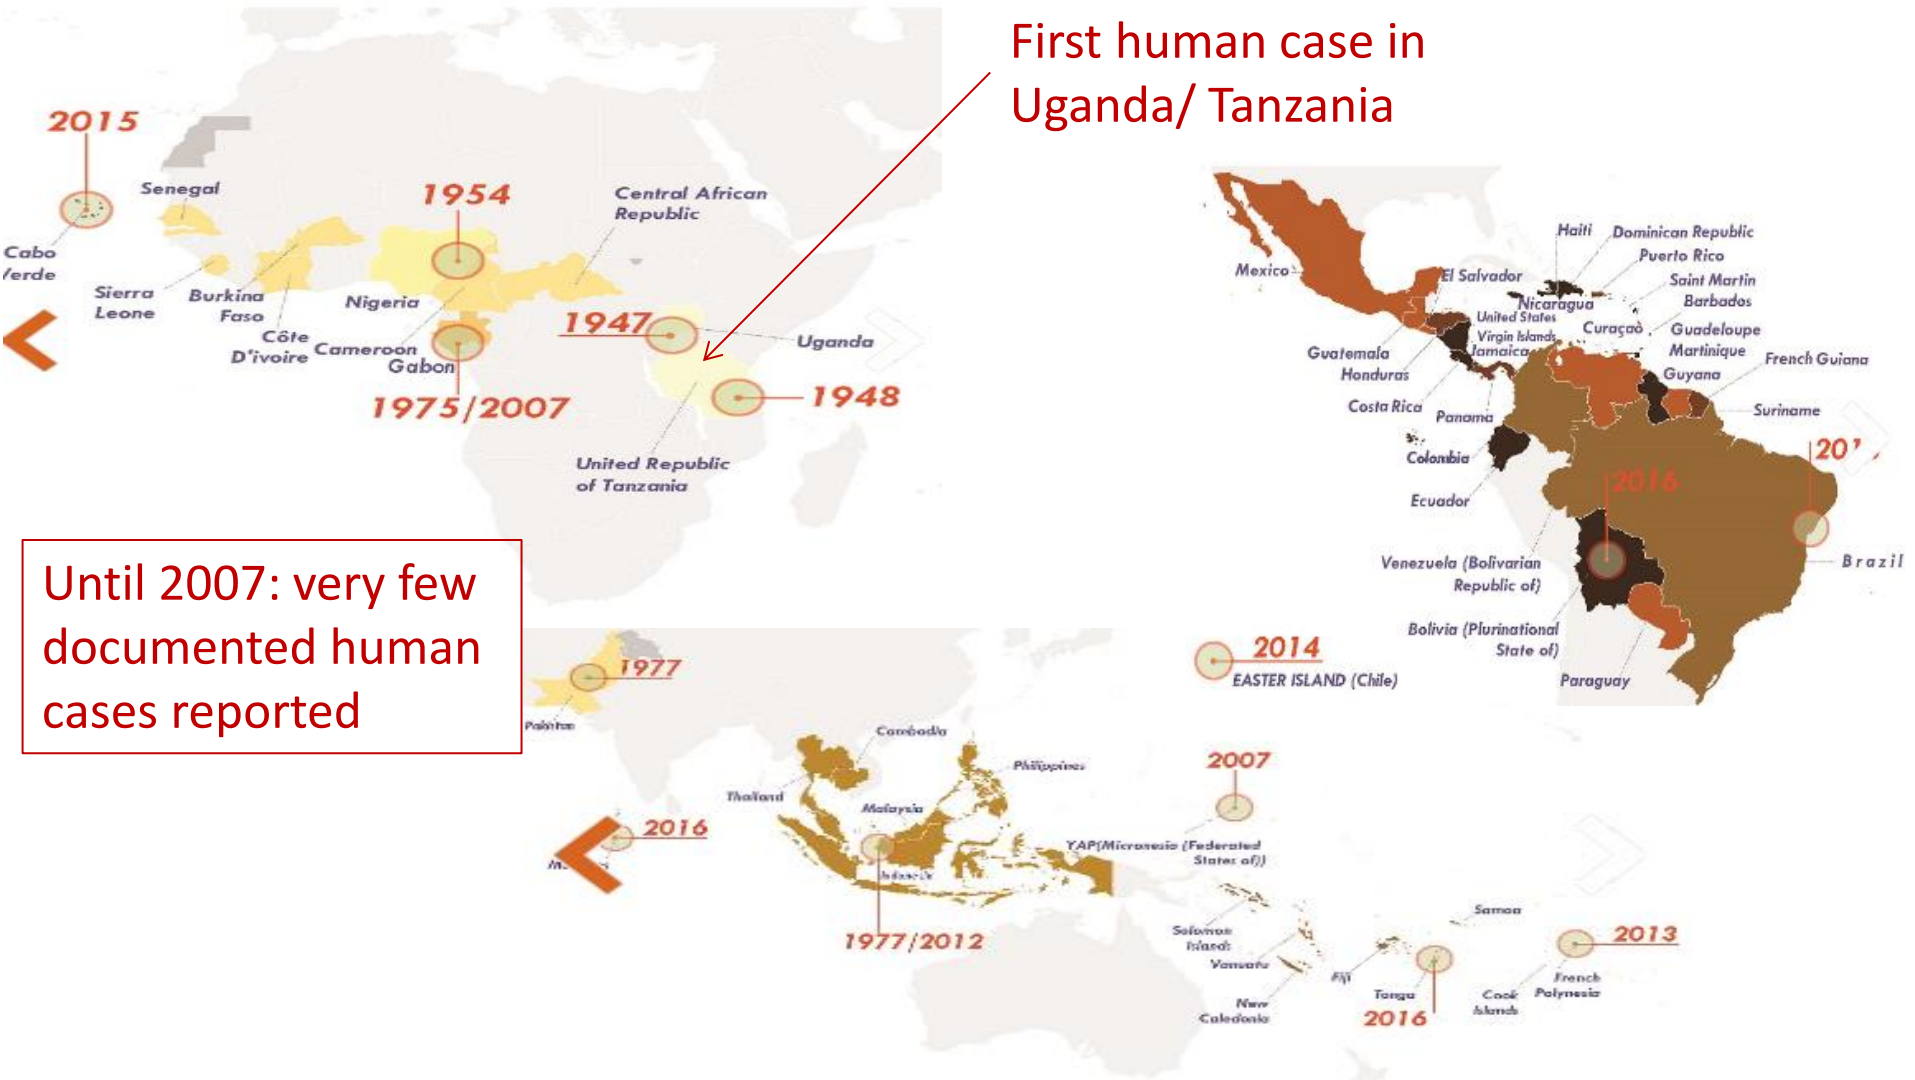 First human case in
Uganda/ Tanzania
2015
Senegal
1954
Central African
Republic
Cabo
Verde
Sierra
Leone
Burkina
Faso
Nigeria
Côte
D'ivoire
Cameroon
Gabon
1947
Uganda
1975/2007
1948
United Republic
of Tanzania
Until 2007: very few
documented human
cases reported
Haiti
Dominican Republic
Puerto Rico
Mexico
El Salvador
Saint Martin
Barbados
Nicaragua
United States
Virgin Islands
Jamaica
Curaçao
Guadeloupe
Martinique
French Guiana
Guatemala
Honduras
Guyana
Costa Rica
Panama
Suriname
Colombia
2016
Ecuador
Venezuela (Bolivarian
Republic of)
Brazil
Bolivia (Plurinational
State of)
Paraguay
2014
EASTER ISLAND (Chile)
1977
Pakistan
Cambodia
Philippines
Thailand
Malaysia
2007
2016
YAP(Micronesia (Federated
States of))
Indonesia
1977/2012
Solomon
Islands
Vanuatu
New
Caledonia
Fiji
Samoa
Tonga
2016
Cook
Islands
French
Polynesia
2013